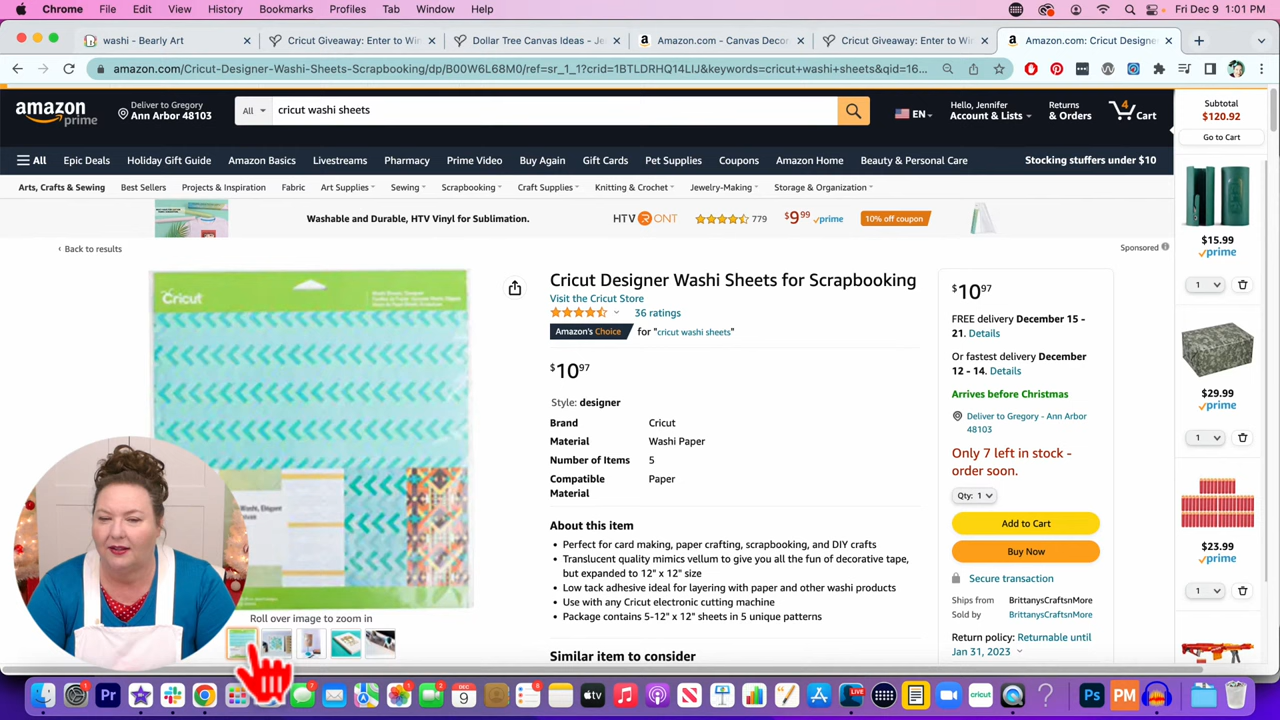 Chrome File Edit View History Bookmarks Profiles Tab Window Help Fri Dec 9 1:01 PM
washi - Bearly Art
Cricut Giveaway: Enter to Win
Dollar Tree Canvas Ideas - Je
Amazon.com - Canvas Decor
Cricut Giveaway: Enter to Win
Amazon.com: Cricut Designe
amazon.com/Cricut-Designer-Washi-Sheets-Scrapbooking/dp/B00W6L68M0/ref=sr_1_1?crid=1BTLDRHQ14LIJ&keywords=cricut+washi+sheets&qid=16...
amazon prime
Deliver to Gregory
Ann Arbor 48103
All
cricut washi sheets
EN
Hello, Jennifer
Account & Lists
Returns
& Orders
4
Cart
Subtotal
$120.92
Go to Cart
All Epic Deals Holiday Gift Guide Amazon Basics Livestreams Pharmacy Prime Video Buy Again Gift Cards Pet Supplies Coupons Amazon Home Beauty & Personal Care Stocking stuffers under $10
Arts, Crafts & Sewing Best Sellers Projects & Inspiration Fabric Art Supplies Sewing Scrapbooking Craft Supplies Knitting & Crochet Jewelry-Making Storage & Organization
Washable and Durable, HTV Vinyl for Sublimation.
HTVRONT
779
$9.99 prime
10% off coupon
Sponsored
‹ Back to results
Cricut
Cricut Designer Washi Sheets for Scrapbooking
Visit the Cricut Store
36 ratings
Amazon's Choice for "cricut washi sheets"
$10.97
Style: designer
Brand Cricut
Material Washi Paper
Number of Items 5
Compatible Material Paper
About this item
• Perfect for card making, paper crafting, scrapbooking, and DIY crafts
• Translucent quality mimics vellum to give you all the fun of decorative tape,
but expanded to 12" x 12" size
• Low tack adhesive ideal for layering with paper and other washi products
• Use with any Cricut electronic cutting machine
• Package contains 5-12" x 12" sheets in 5 unique patterns
Similar item to consider
Roll over image to zoom in
$10.97
FREE delivery December 15 -
21. Details
Or fastest delivery December
12 - 14. Details
Arrives before Christmas
Deliver to Gregory - Ann Arbor
48103
Only 7 left in stock -
order soon.
Qty: 1
Add to Cart
Buy Now
Secure transaction
Ships from BrittanysCraftsnMore
Sold by BrittanysCraftsnMore
Return policy: Returnable until
Jan 31, 2023
$15.99
prime
1
$29.99
prime
1
$23.99
prime
1
Pr
7
DEC
9
8
tv
LIVE
cricut
Ps
PM